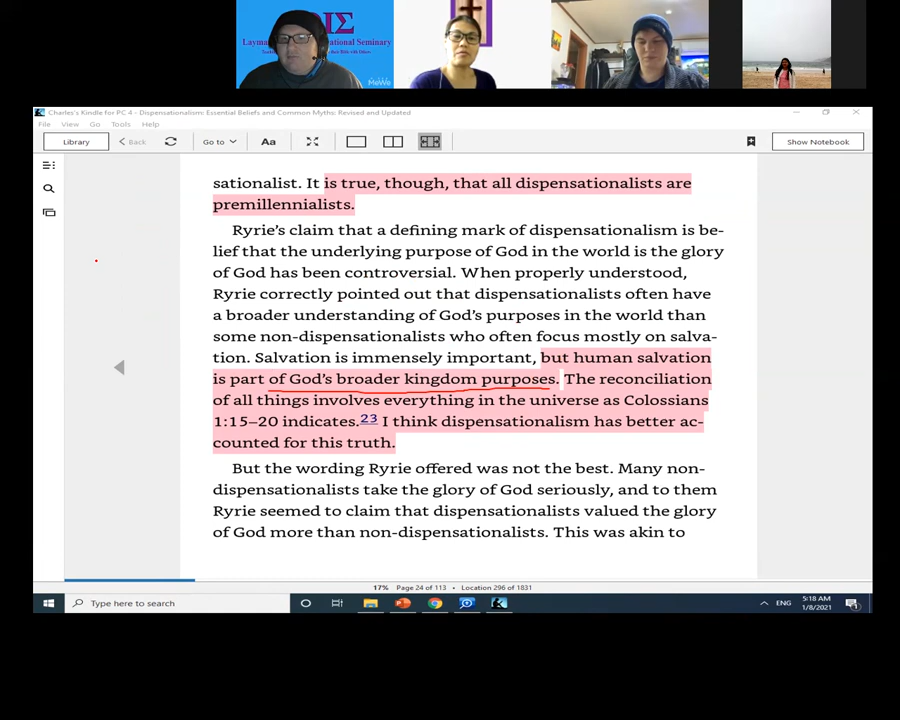 ΙΣ
MeWe
Charles's Kindle for PC 4 - Dispensationalism: Essential Beliefs and Common Myths: Revised and Updated
File View Go Tools Help
Library Back Go to Aa Show Notebook
sationalist. It is true, though, that all dispensationalists are
premillennialists.
Ryrie's claim that a defining mark of dispensationalism is be-
lief that the underlying purpose of God in the world is the glory
of God has been controversial. When properly understood,
Ryrie correctly pointed out that dispensationalists often have
a broader understanding of God's purposes in the world than
some non-dispensationalists who often focus mostly on salva-
tion. Salvation is immensely important, but human salvation
is part of God's broader kingdom purposes. The reconciliation
of all things involves everything in the universe as Colossians
1:15–20 indicates.23 I think dispensationalism has better ac-
counted for this truth.
But the wording Ryrie offered was not the best. Many non-
dispensationalists take the glory of God seriously, and to them
Ryrie seemed to claim that dispensationalists valued the glory
of God more than non-dispensationalists. This was akin to
17% Page 24 of 113 Location 296 of 1831
Type here to search
ENG
5:18 AM
1/8/2021
1